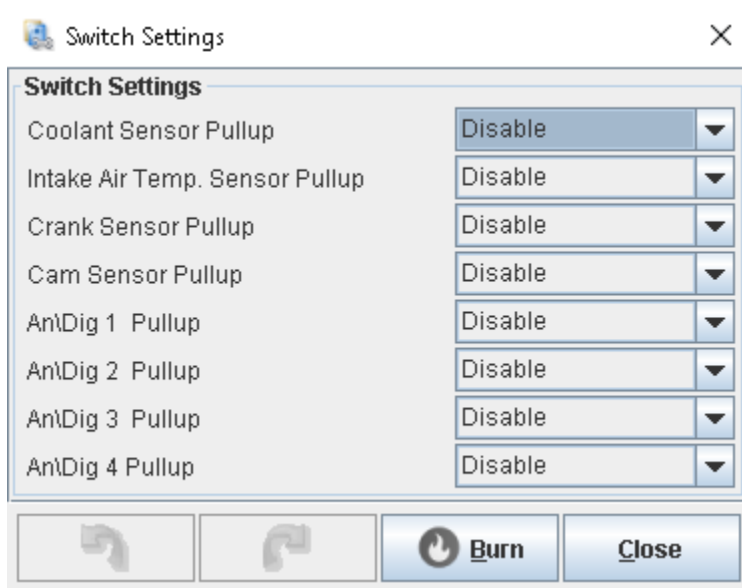 Switch Settings
Switch Settings
Coolant Sensor Pullup Disable
Intake Air Temp. Sensor Pullup Disable
Crank Sensor Pullup Disable
Cam Sensor Pullup Disable
An\Dig 1  Pullup Disable
An\Dig 2  Pullup Disable
An\Dig 3  Pullup Disable
An\Dig 4 Pullup Disable
Burn Close